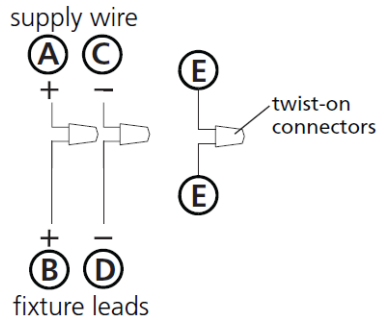 supply wire
A C
+ −
E
twist-on
connectors
E
+ −
B D
fixture leads